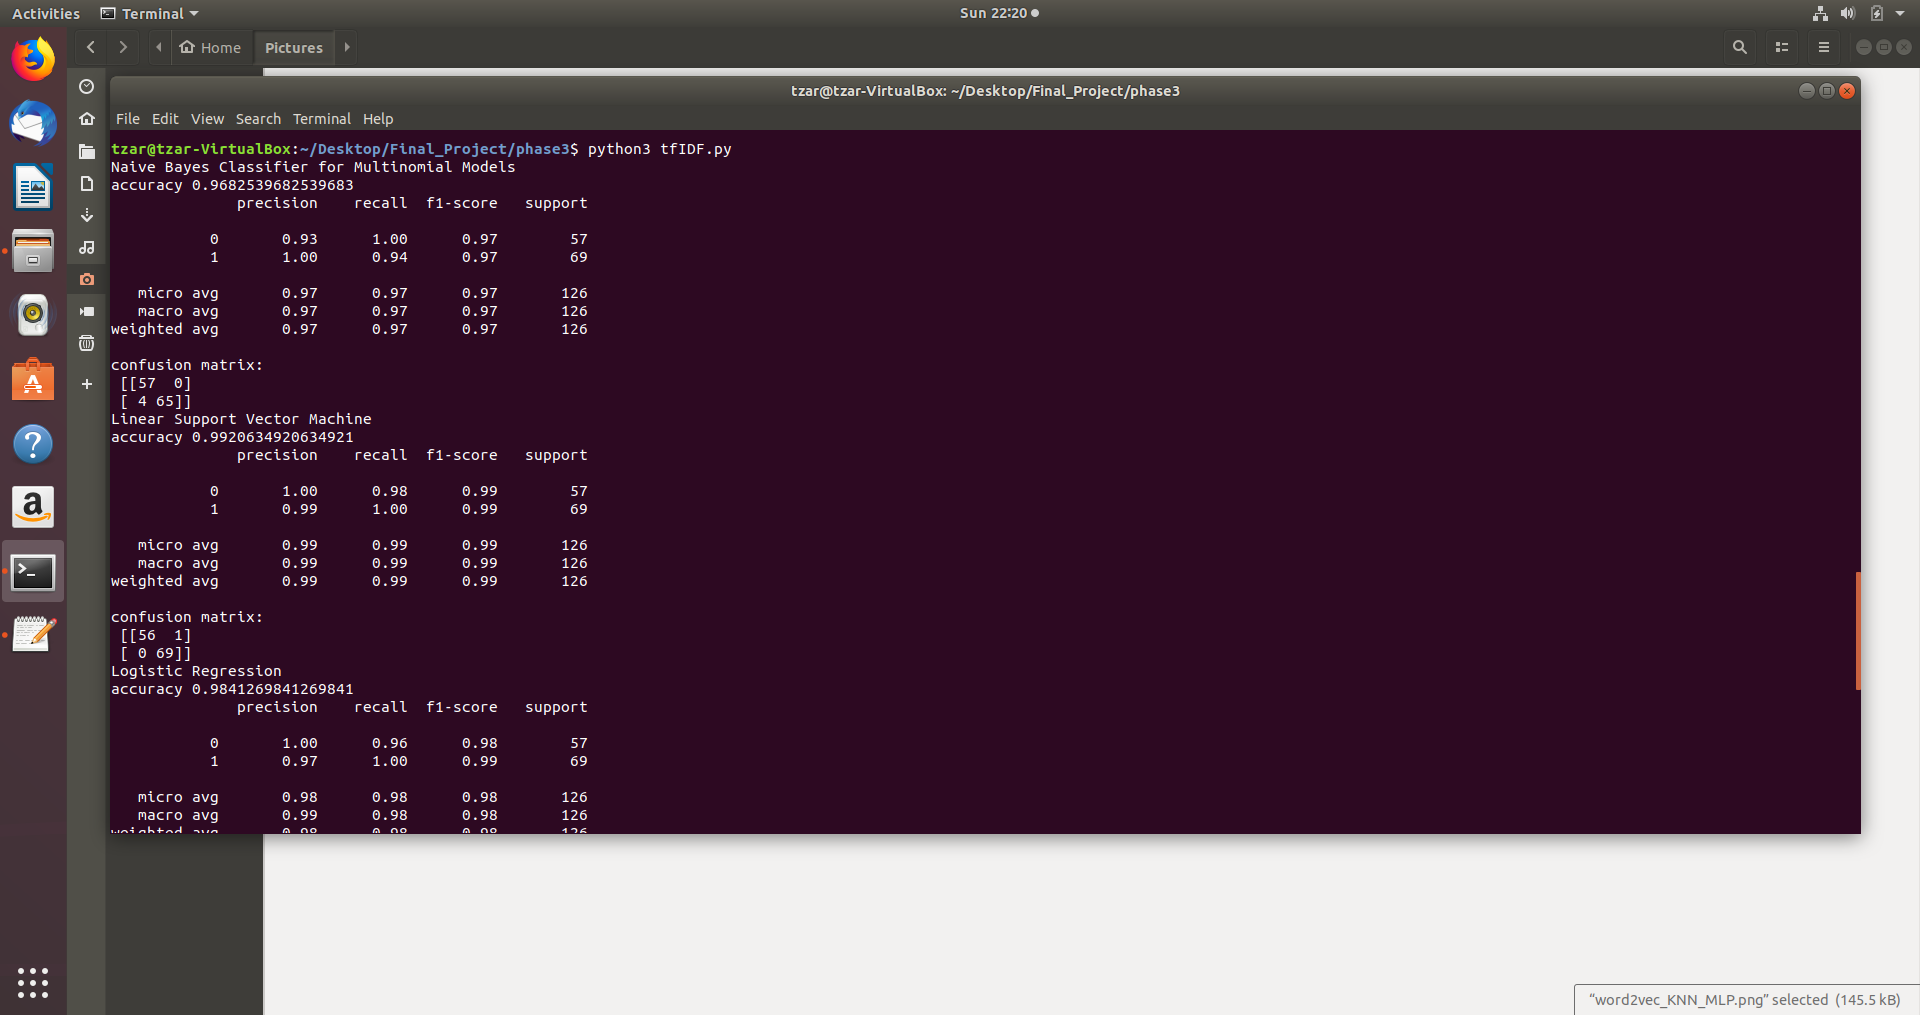 Activities Terminal Sun 22:20
Home Pictures
tzar@tzar-VirtualBox: ~/Desktop/Final_Project/phase3
File Edit View Search Terminal Help
tzar@tzar-VirtualBox:~/Desktop/Final_Project/phase3$ python3 tfIDF.py
Naive Bayes Classifier for Multinomial Models
accuracy 0.9682539682539683
precision recall f1-score support
0 0.93 1.00 0.97 57
1 1.00 0.94 0.97 69
micro avg 0.97 0.97 0.97 126
macro avg 0.97 0.97 0.97 126
weighted avg 0.97 0.97 0.97 126
confusion matrix:
[[57 0]
[ 4 65]]
Linear Support Vector Machine
accuracy 0.9920634920634921
precision recall f1-score support
0 1.00 0.98 0.99 57
1 0.99 1.00 0.99 69
micro avg 0.99 0.99 0.99 126
macro avg 0.99 0.99 0.99 126
weighted avg 0.99 0.99 0.99 126
confusion matrix:
[[56 1]
[ 0 69]]
Logistic Regression
accuracy 0.9841269841269841
precision recall f1-score support
0 1.00 0.96 0.98 57
1 0.97 1.00 0.99 69
micro avg 0.98 0.98 0.98 126
macro avg 0.99 0.98 0.98 126
weighted avg 0.98 0.98 0.98 126
“word2vec_KNN_MLP.png” selected (145.5 kB)